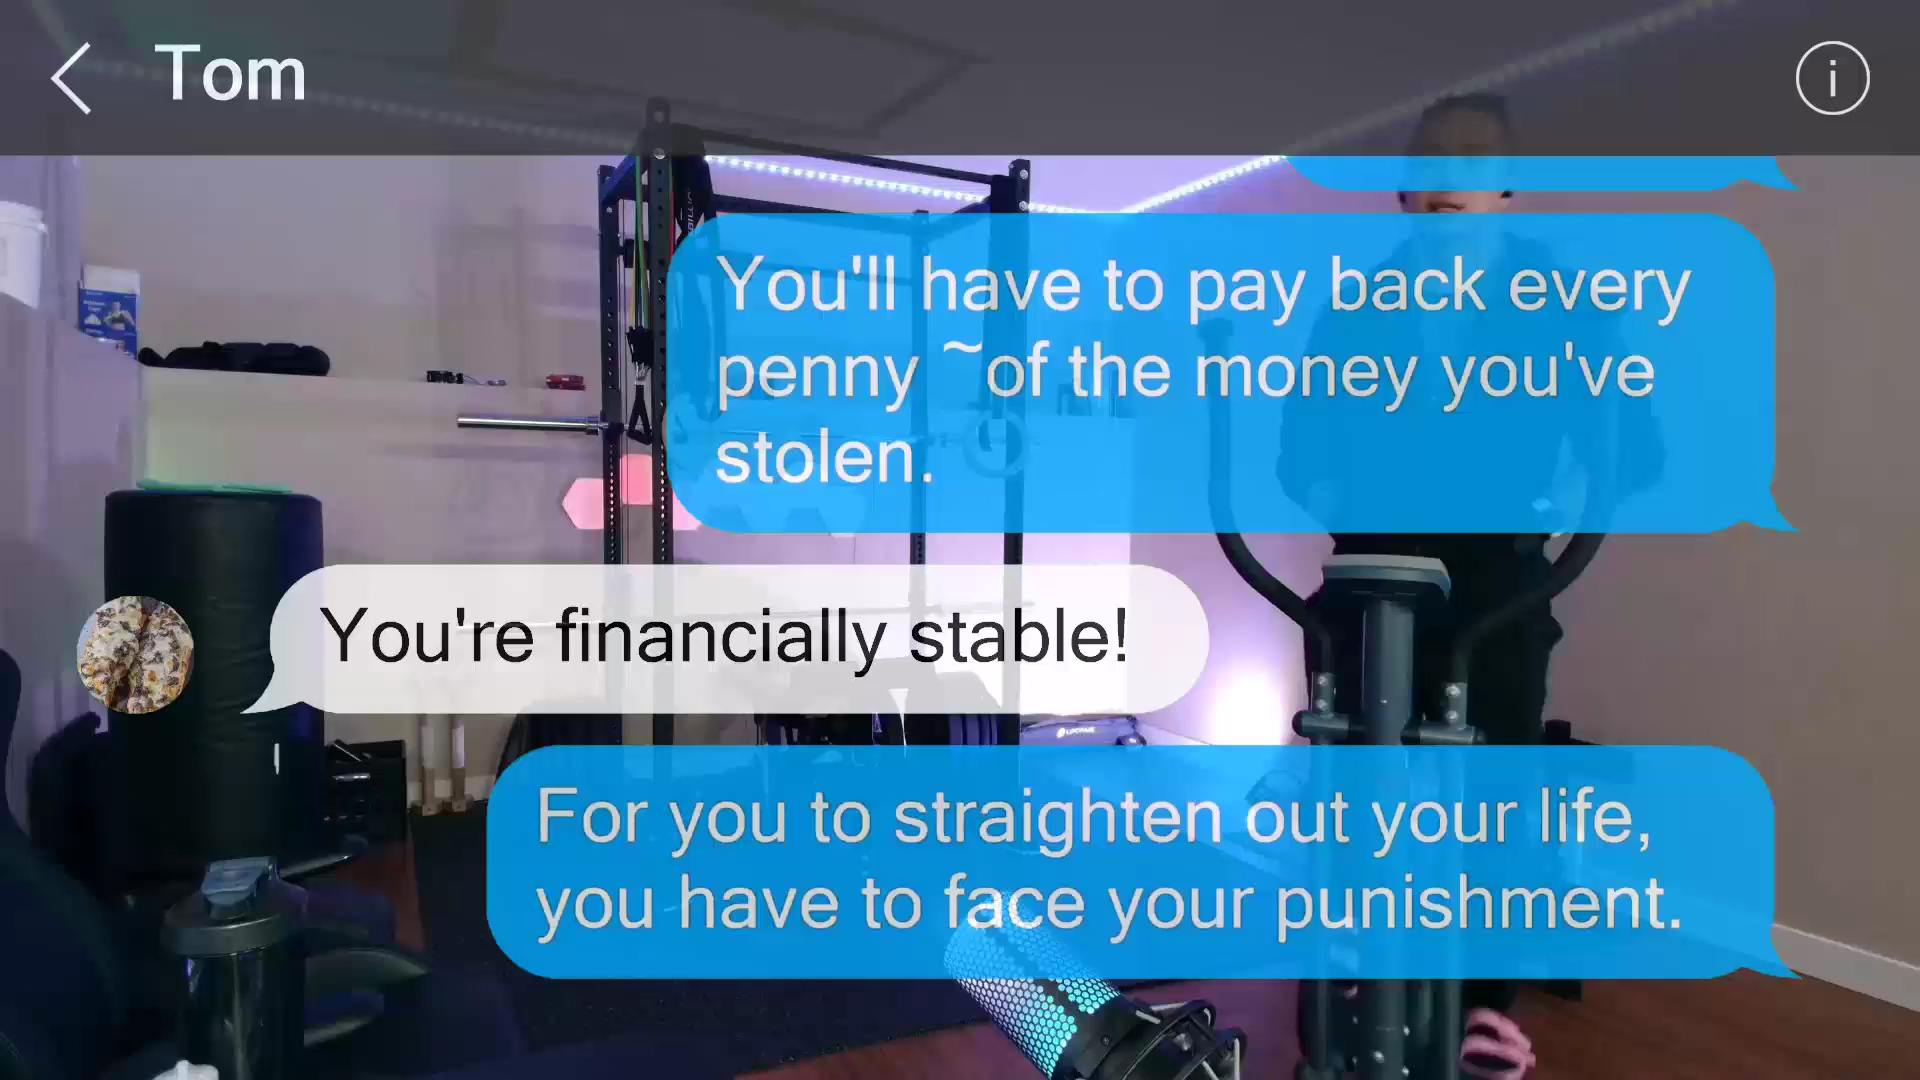 Tom
You'll have to pay back every
penny ~of the money you've
stolen.
You're financially stable!
For you to straighten out your life,
you have to face your punishment.